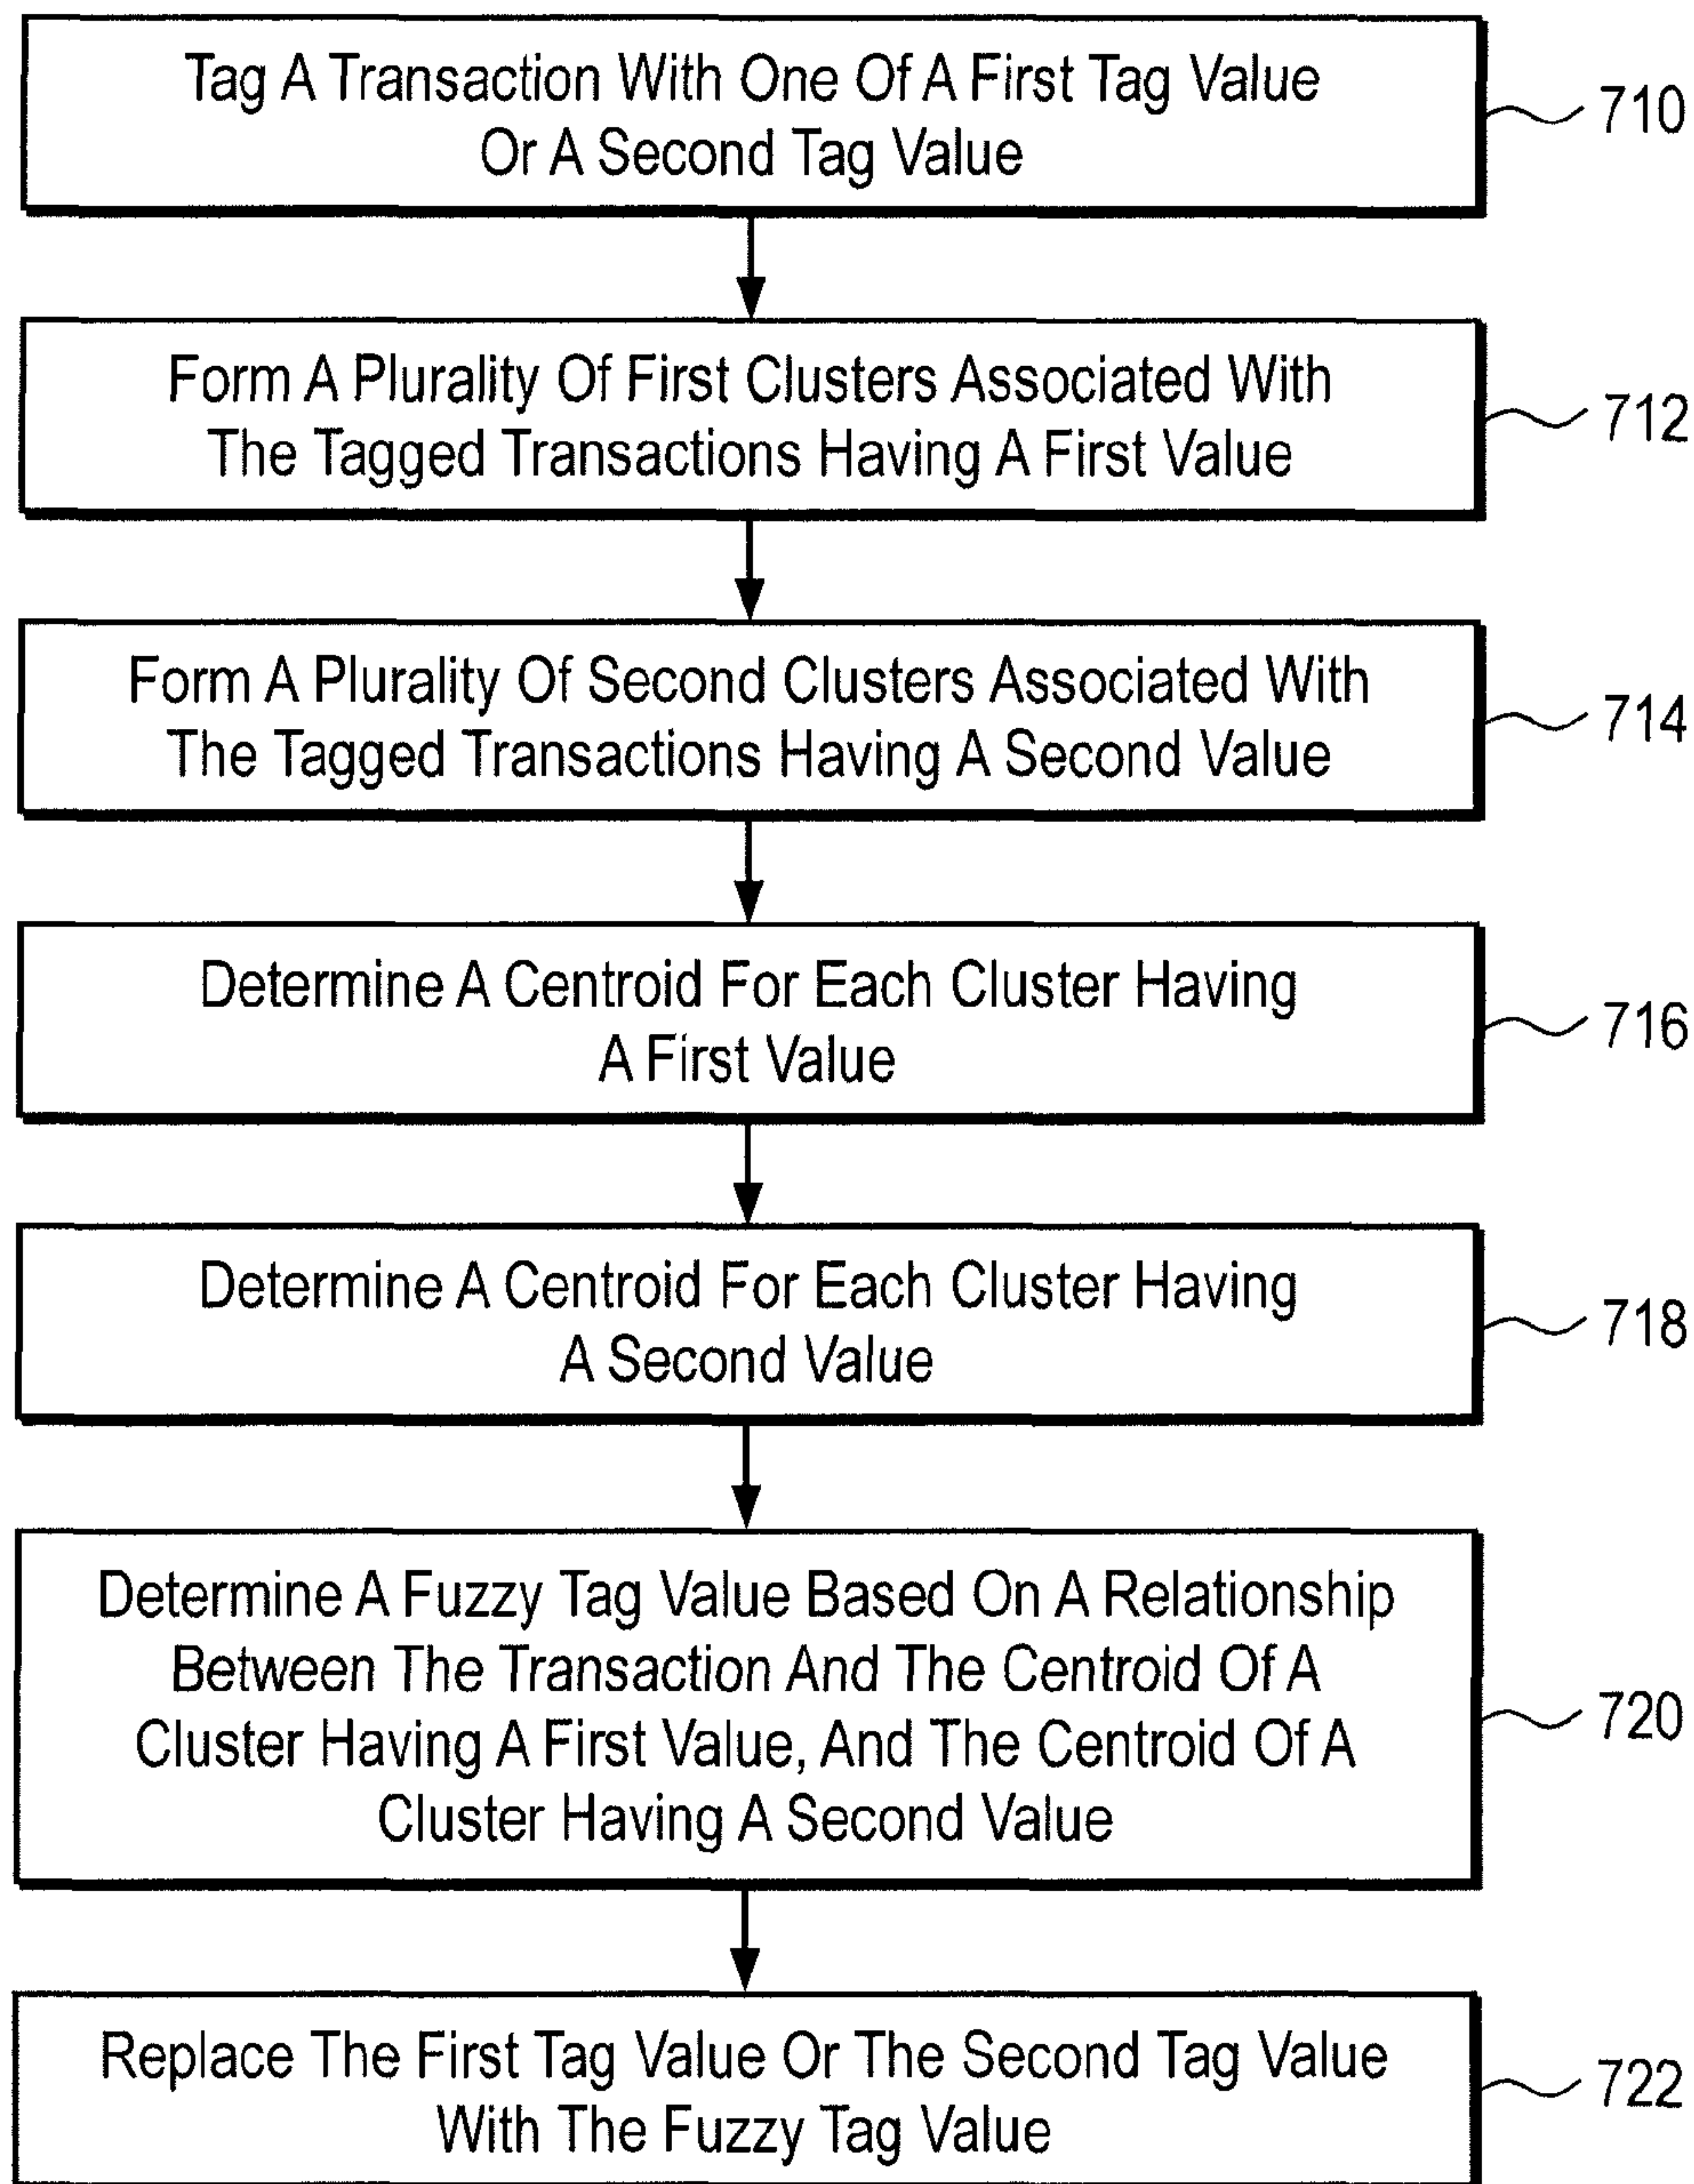 Tag A Transaction With One Of A First Tag Value
Or A Second Tag Value
710
Form A Plurality Of First Clusters Associated With
The Tagged Transactions Having A First Value
712
Form A Plurality Of Second Clusters Associated With
The Tagged Transactions Having A Second Value
714
Determine A Centroid For Each Cluster Having
A First Value
716
Determine A Centroid For Each Cluster Having
A Second Value
718
Determine A Fuzzy Tag Value Based On A Relationship
Between The Transaction And The Centroid Of A
Cluster Having A First Value, And The Centroid Of A
Cluster Having A Second Value
720
Replace The First Tag Value Or The Second Tag Value
With The Fuzzy Tag Value
722